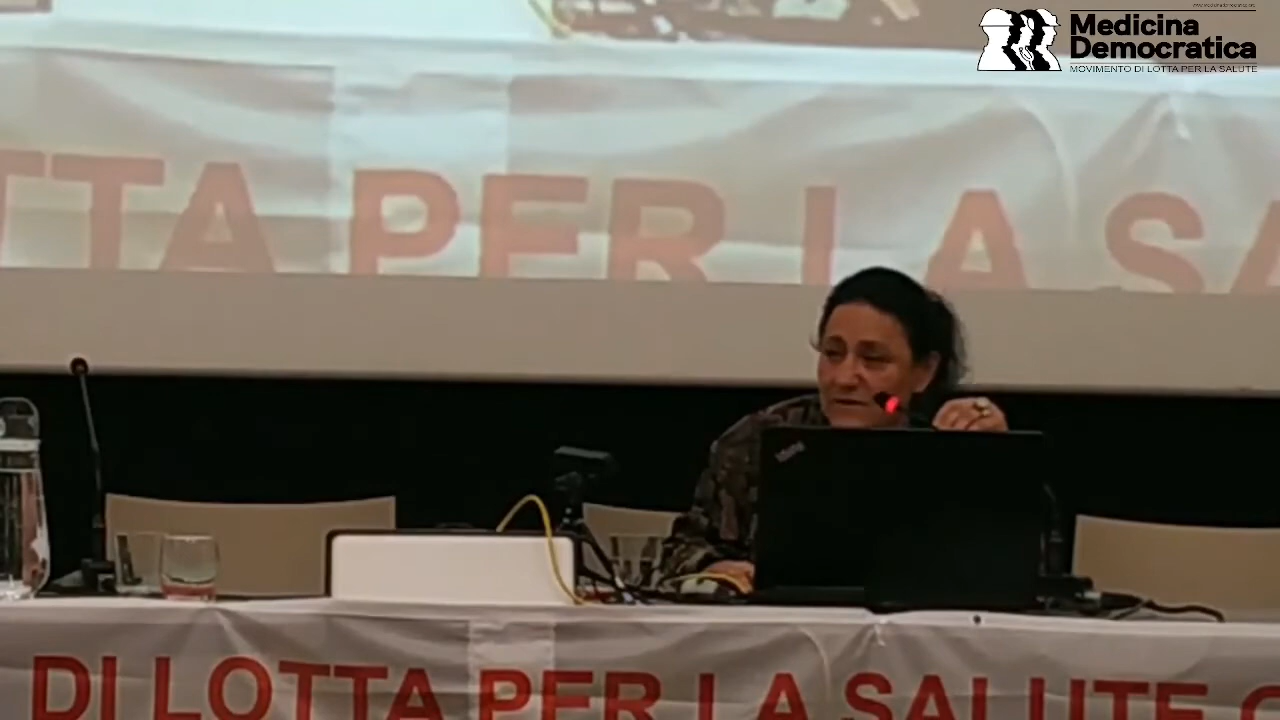 Medicina
Democratica
MOVIMENTO DI LOTTA PER LA SALUTE
TTA PER LA SA
DI LOTTA PER LA SALUTE